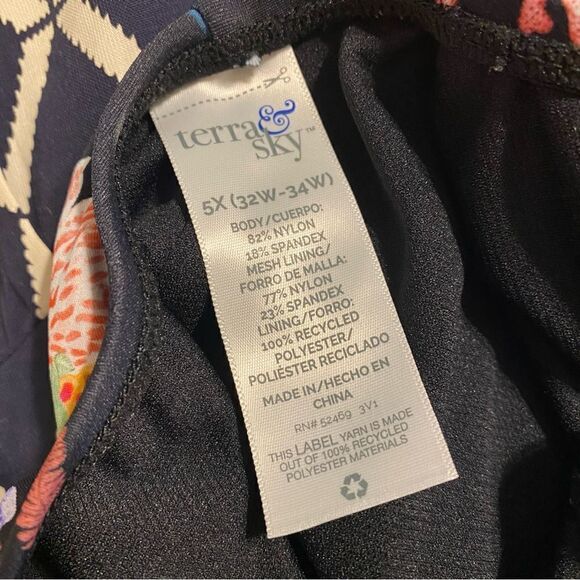 terra &
sky™
5X (32W-34W)
BODY/CUERPO:
82% NYLON
18% SPANDEX
MESH LINING/
FORRO DE MALLA:
77% NYLON
23% SPANDEX
LINING/FORRO:
100% RECYCLED
POLYESTER/
POLIÉSTER RECICLADO
MADE IN/HECHO EN
CHINA
RN# 52469 3V1
THIS LABEL YARN IS MADE
OUT OF 100% RECYCLED
POLYESTER MATERIALS